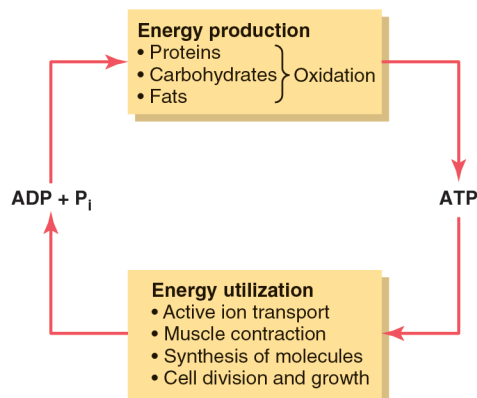 Energy production
• Proteins
• Carbohydrates
• Fats
Oxidation
ADP + Pi
ATP
Energy utilization
• Active ion transport
• Muscle contraction
• Synthesis of molecules
• Cell division and growth